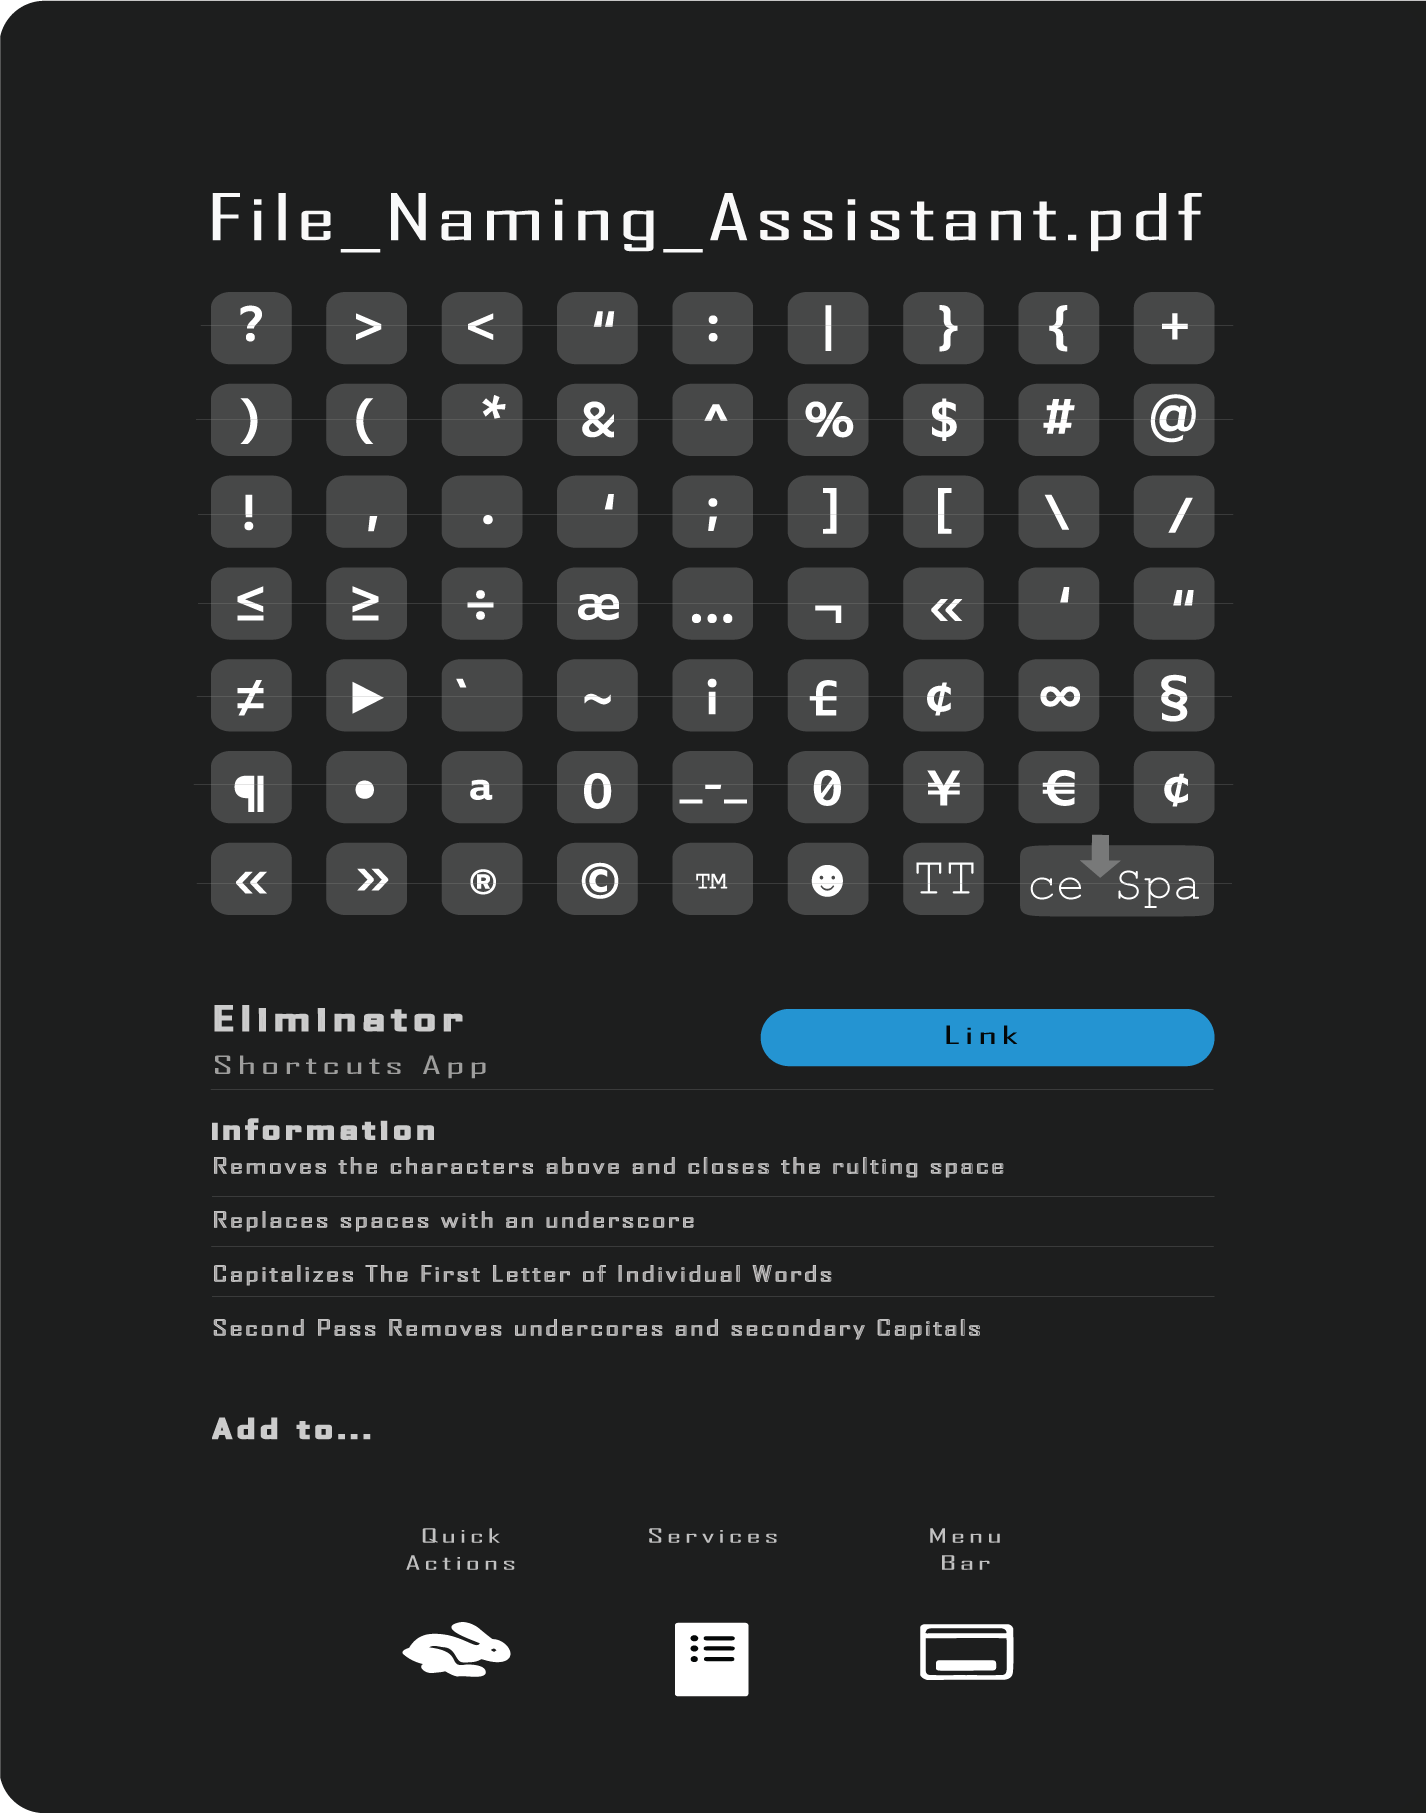 File_Naming_Assistant.pdf
? > < " : | } { +
) ( * & ^ % $ # @
! , . ' ; ] [ \ /
≤ ≥ ÷ æ … ¬ « ' "
≠ ▶ ` ~ i £ ¢ ∞ §
¶ • a O _-_ 0 ¥ € ¢
« » ® © ™ ☻ TT ce Spa
Eliminator
Link
Shortcuts App
Information
Removes the characters above and closes the rulting space
Replaces spaces with an underscore
Capitalizes The First Letter of Individual Words
Second Pass Removes undercores and secondary Capitals
Add to...
Quick
Actions
Services
Menu
Bar